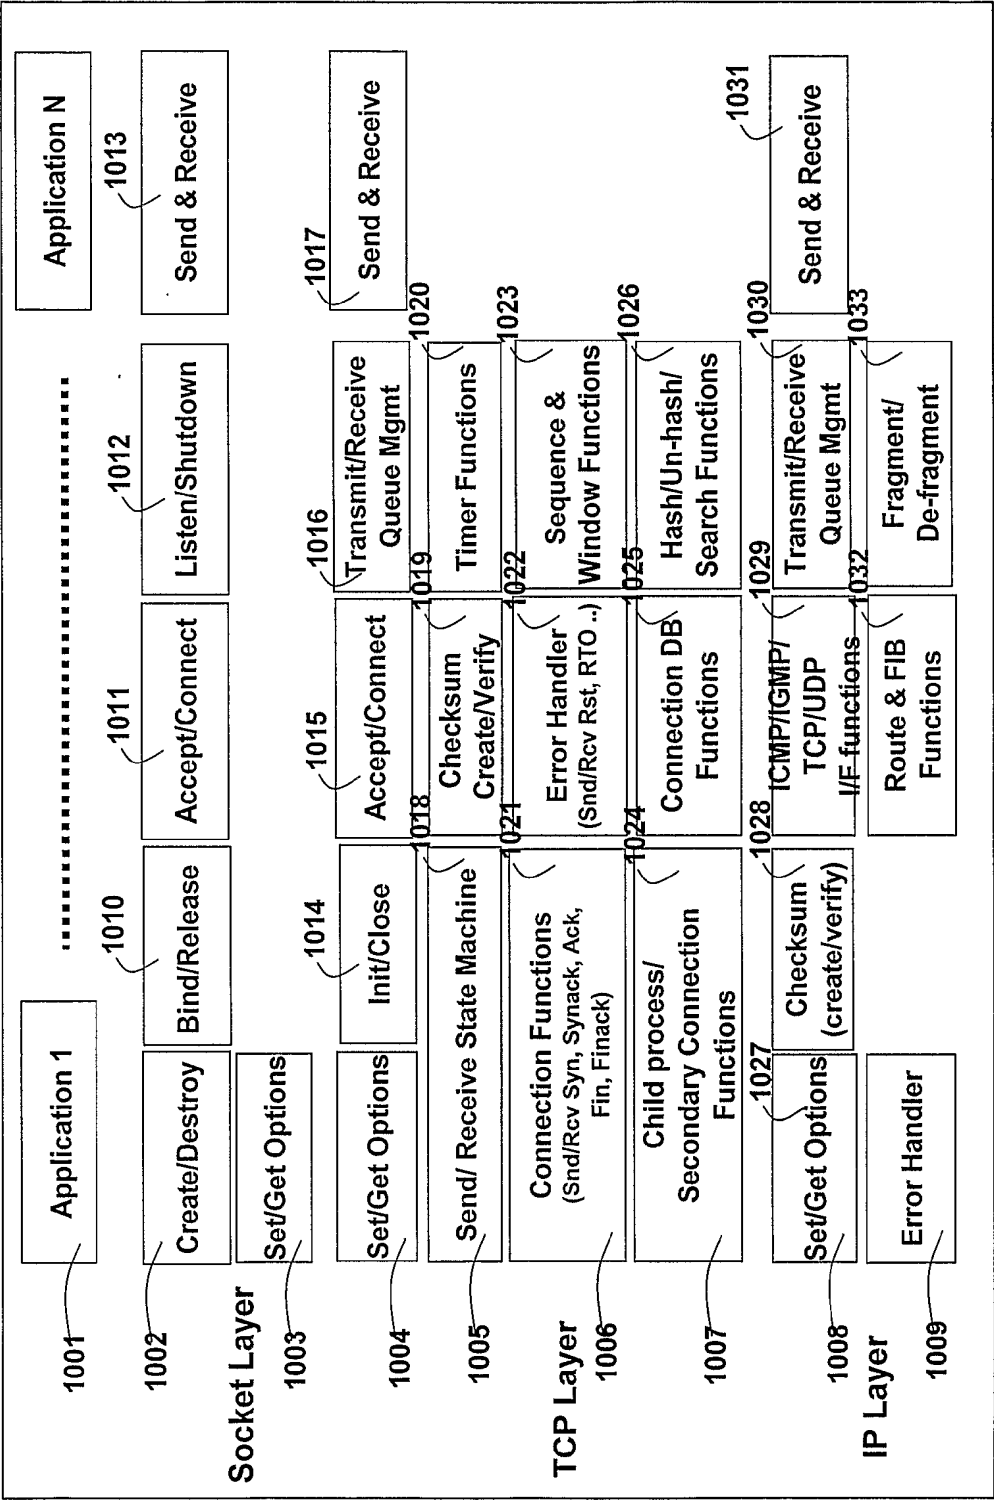 1001
Application 1
Application N
1002
Create/Destroy
1010
Bind/Release
1011
Accept/Connect
1012
Listen/Shutdown
1013
Send & Receive
Socket Layer
1003
Set/Get Options
1004
Set/Get Options
1014
Init/Close
1015
Accept/Connect
1016
Transmit/Receive
Queue Mgmt
1017
Send & Receive
1005
Send/ Receive State Machine
1018
Checksum
Create/Verify
1019
Timer Functions
1020
TCP Layer
1006
Connection Functions
(Snd/Rcv Syn, Synack, Ack,
Fin, Finack)
1021
Error Handler
(Snd/Rcv Rst, RTO ..)
1022
Sequence &
Window Functions
1023
1007
Child process/
Secondary Connection
Functions
1024
Connection DB
Functions
1025
Hash/Un-hash/
Search Functions
1026
1008
Set/Get Options
1027
Checksum
(create/verify)
1028
ICMP/IGMP/
TCP/UDP
I/F functions
1029
Transmit/Receive
Queue Mgmt
1030
Send & Receive
1031
IP Layer
1009
Error Handler
Route & FIB
Functions
1032
Fragment/
De-fragment
1033